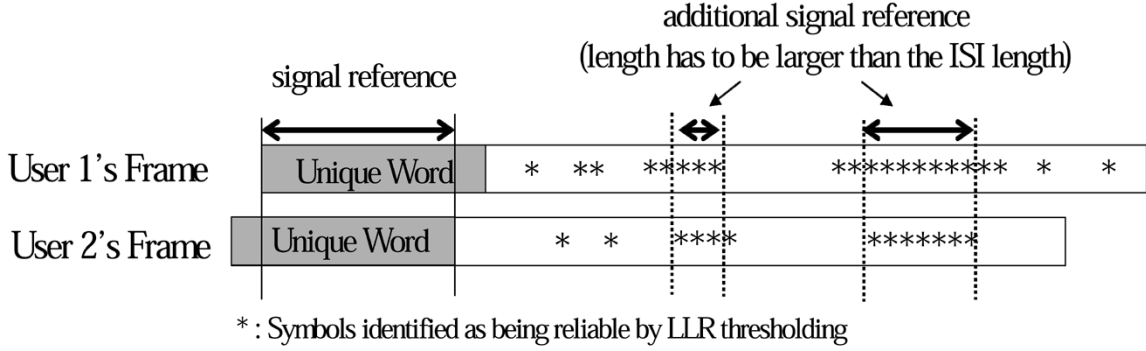 additional signal reference
(length has to be larger than the ISI length)
signal reference
User 1's Frame Unique Word * ** ***** *********** * *
User 2's Frame Unique Word * * **** *******
* : Symbols identified as being reliable by LLR thresholding